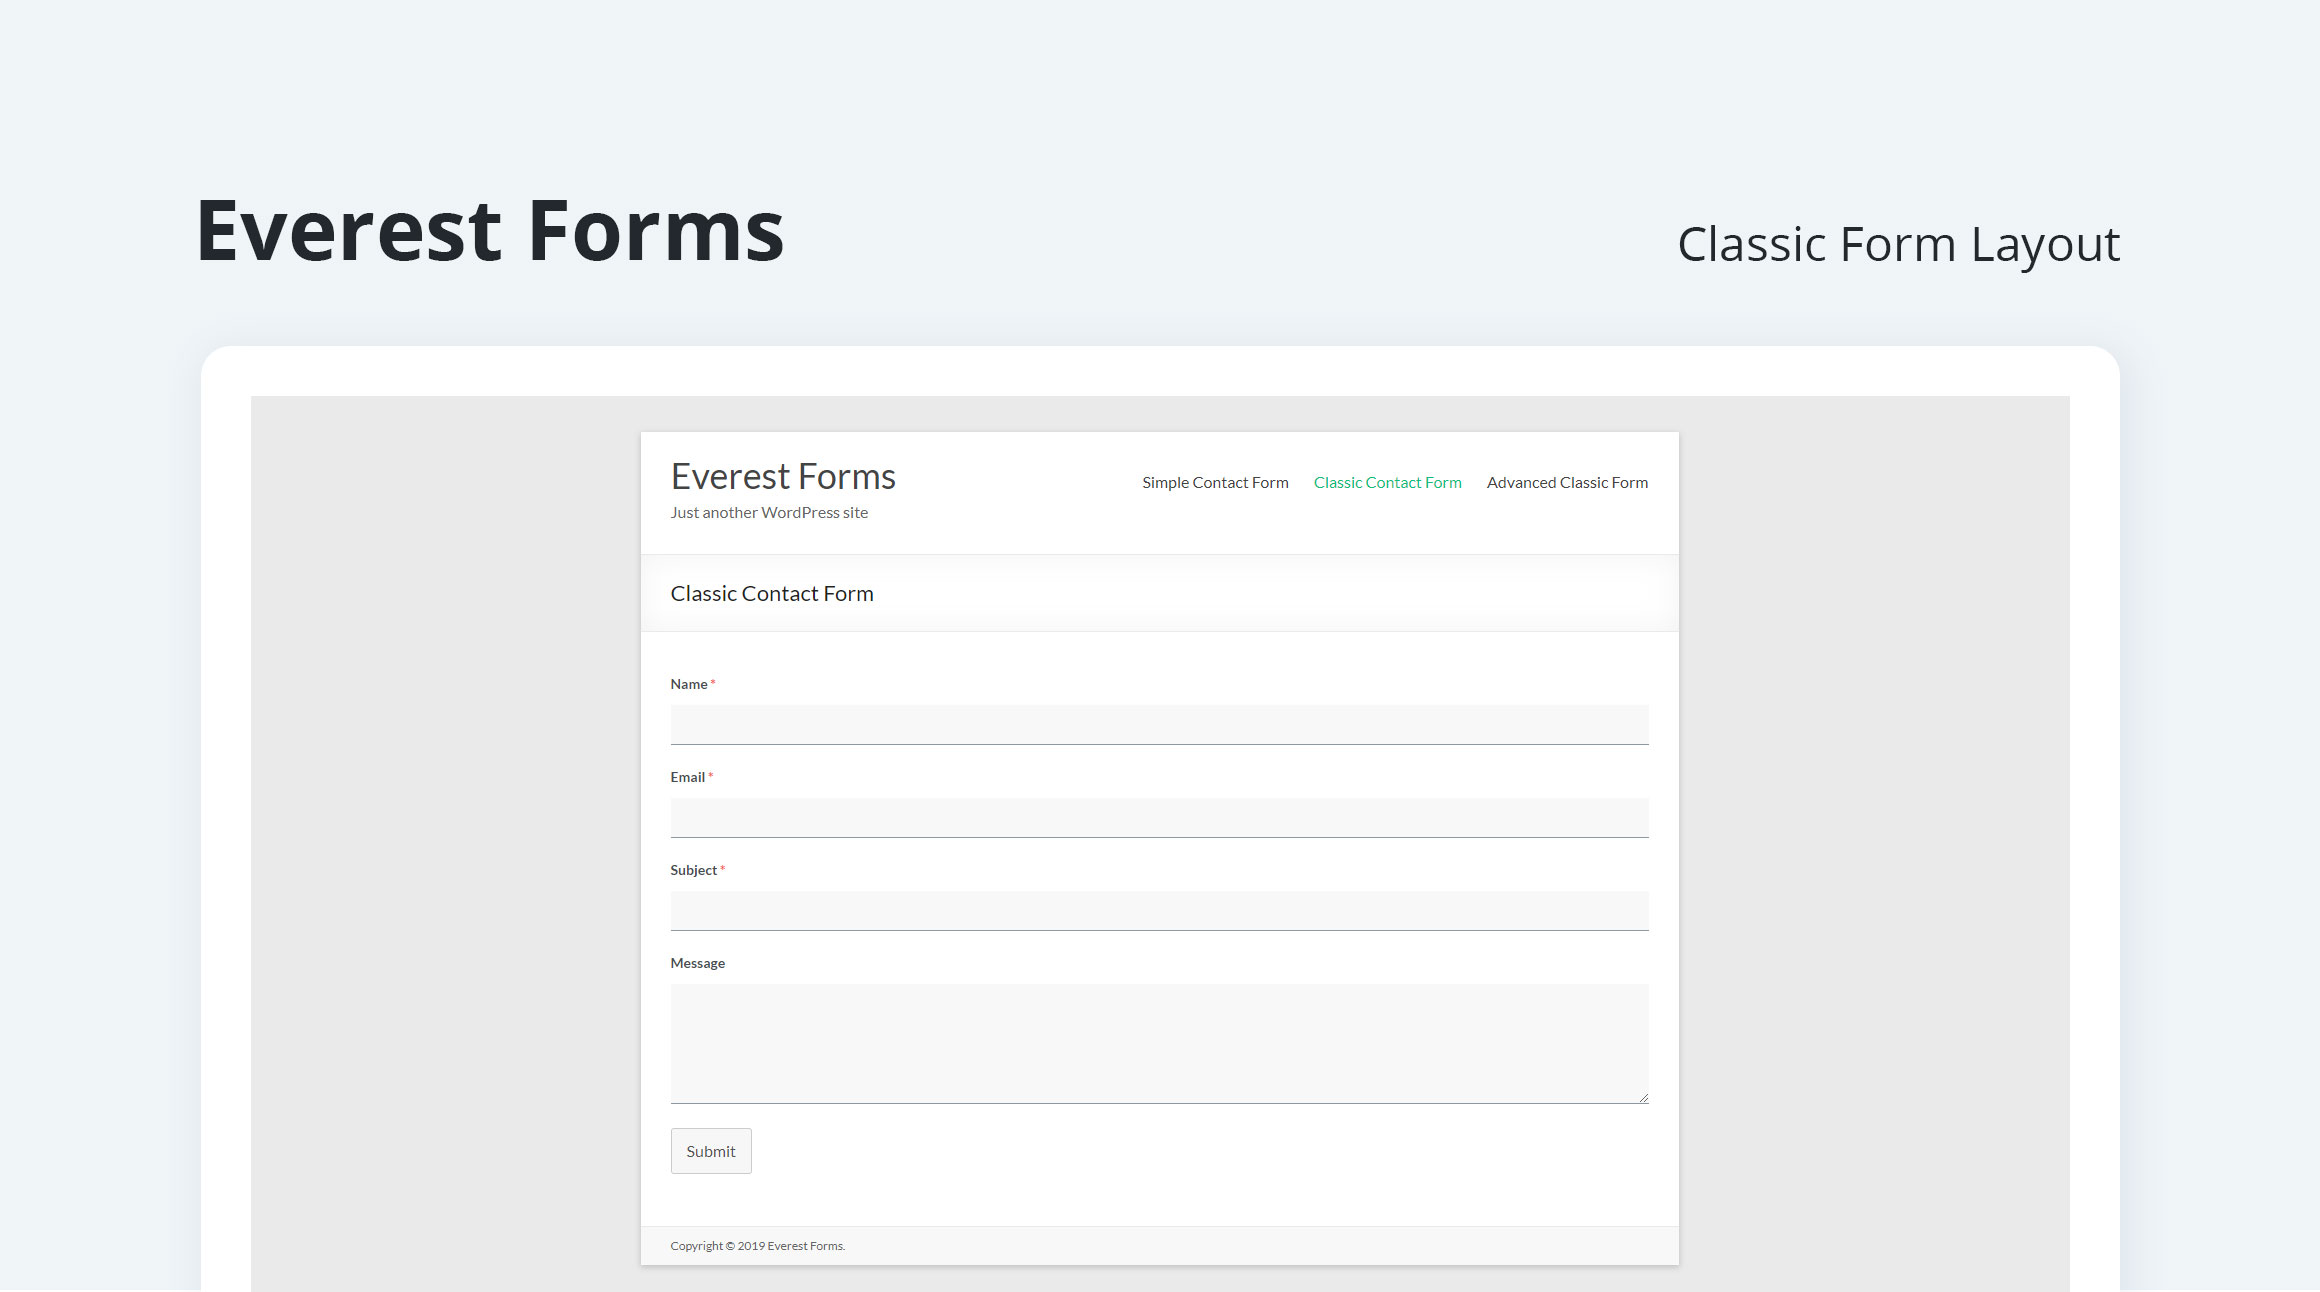 Everest Forms
Classic Form Layout
Everest Forms
Simple Contact Form
Classic Contact Form
Advanced Classic Form
Just another WordPress site
Classic Contact Form
Name *
Email *
Subject *
Message
Submit
Copyright © 2019 Everest Forms.